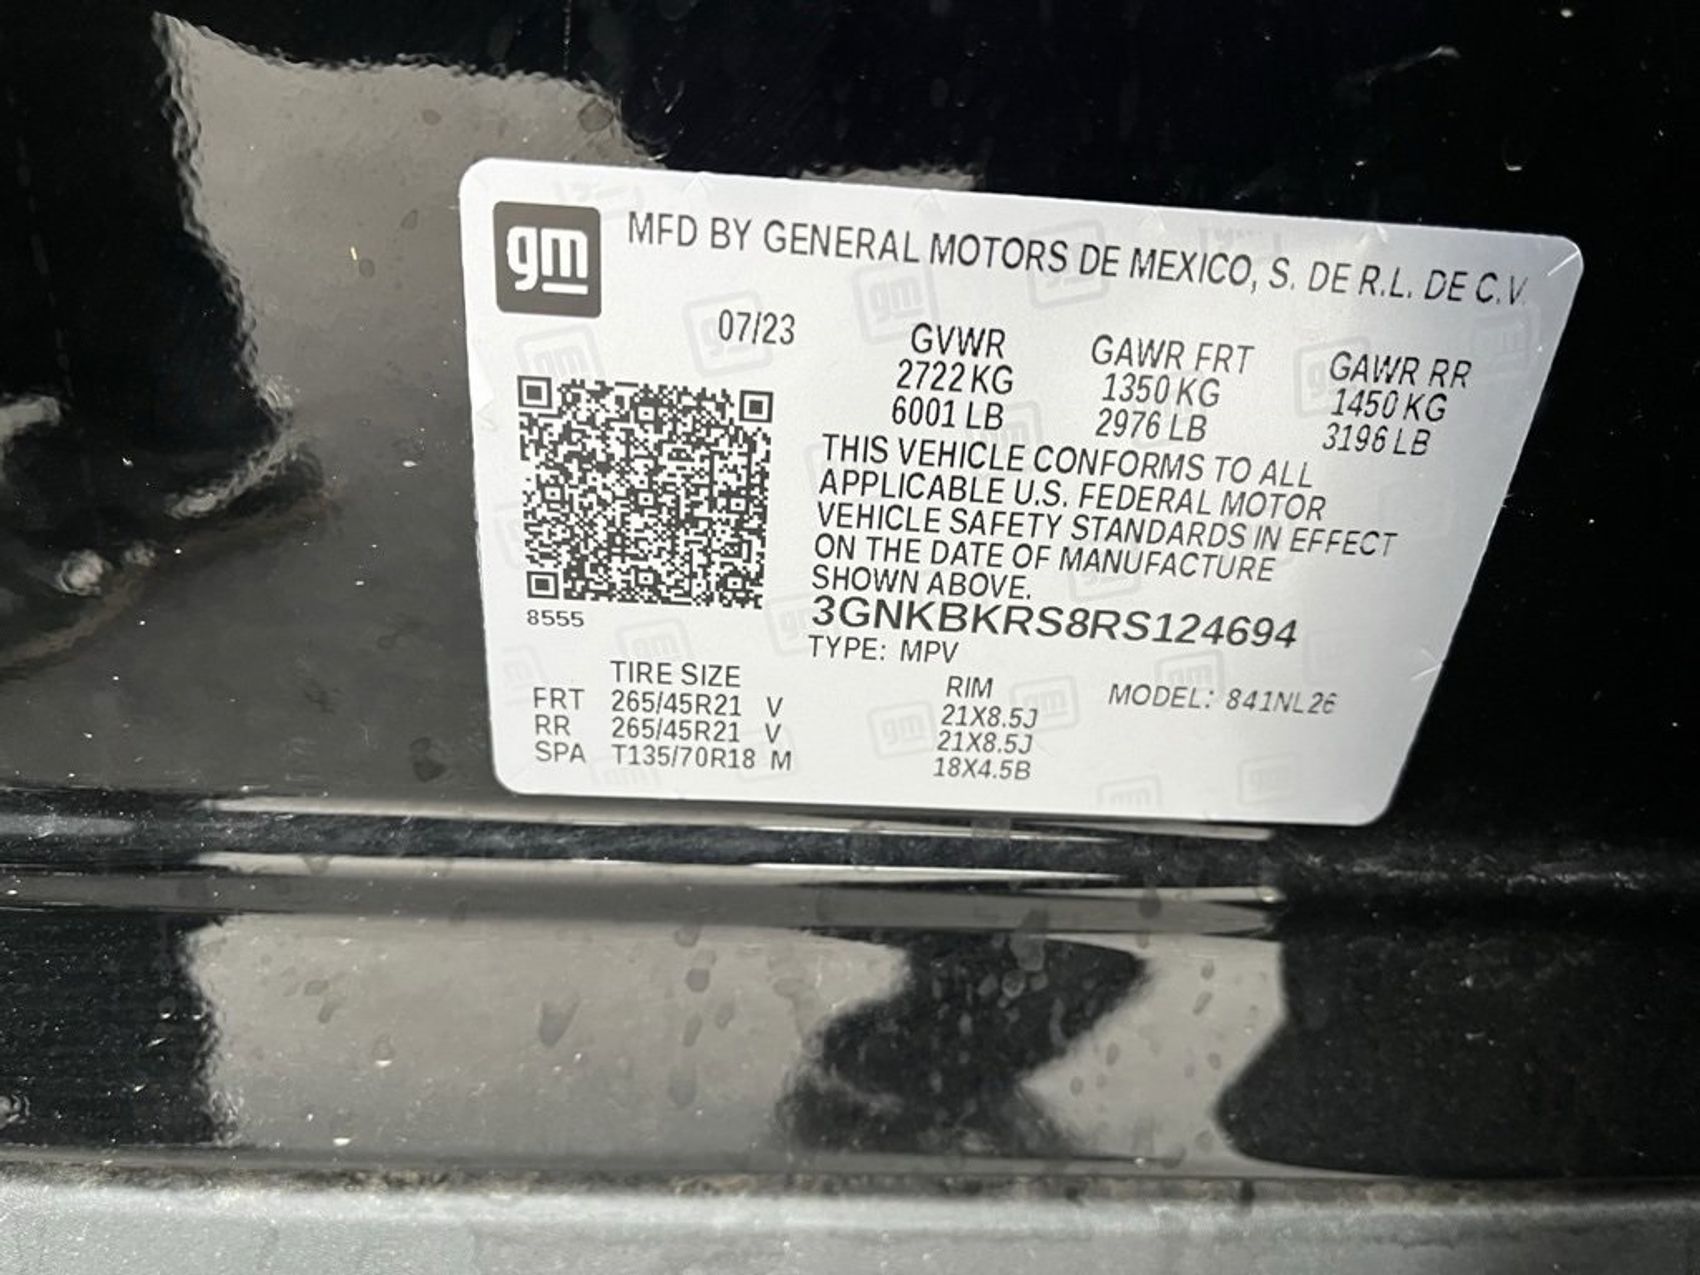 gm MFD BY GENERAL MOTORS DE MEXICO, S. DE R.L. DE C.V.
07/23 GVWR GAWR FRT GAWR RR
2722 KG 1350 KG 1450 KG
6001 LB 2976 LB 3196 LB
THIS VEHICLE CONFORMS TO ALL
APPLICABLE U.S. FEDERAL MOTOR
VEHICLE SAFETY STANDARDS IN EFFECT
ON THE DATE OF MANUFACTURE
SHOWN ABOVE.
8555 3GNKBKRS8RS124694
TYPE: MPV
TIRE SIZE RIM MODEL: 841NL26
FRT 265/45R21 V 21X8.5J
RR 265/45R21 V 21X8.5J
SPA T135/70R18 M 18X4.5B